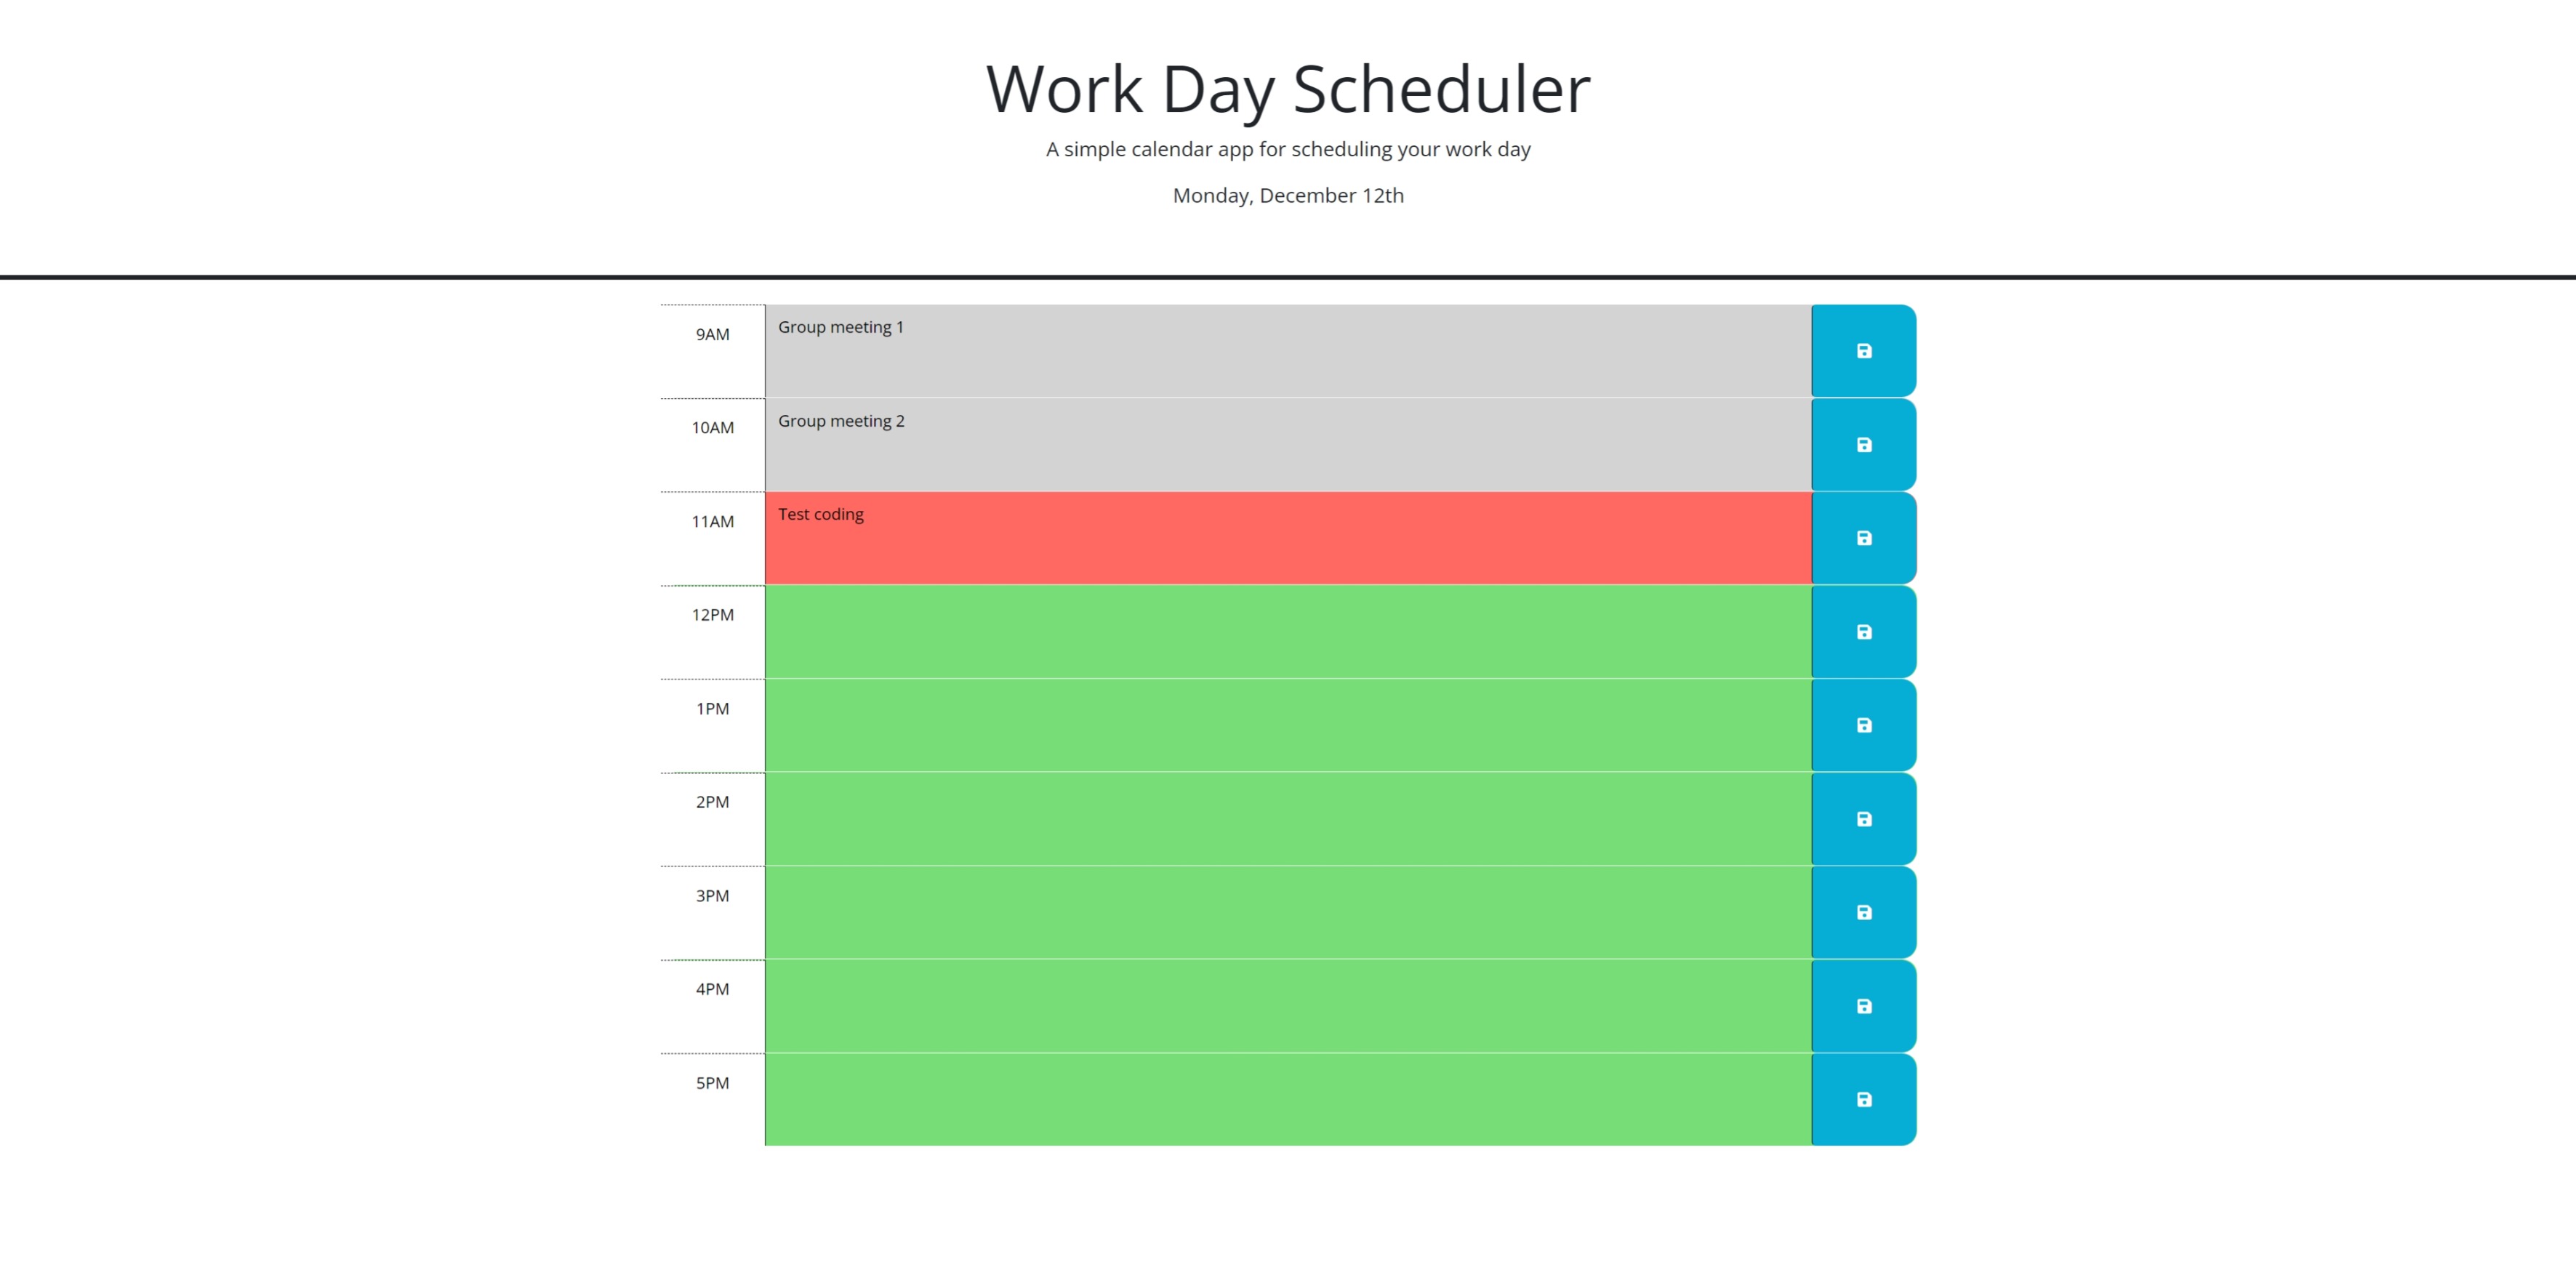 Work Day Scheduler
A simple calendar app for scheduling your work day
Monday, December 12th
9AM
Group meeting 1
10AM
Group meeting 2
11AM
Test coding
12PM
1PM
2PM
3PM
4PM
5PM